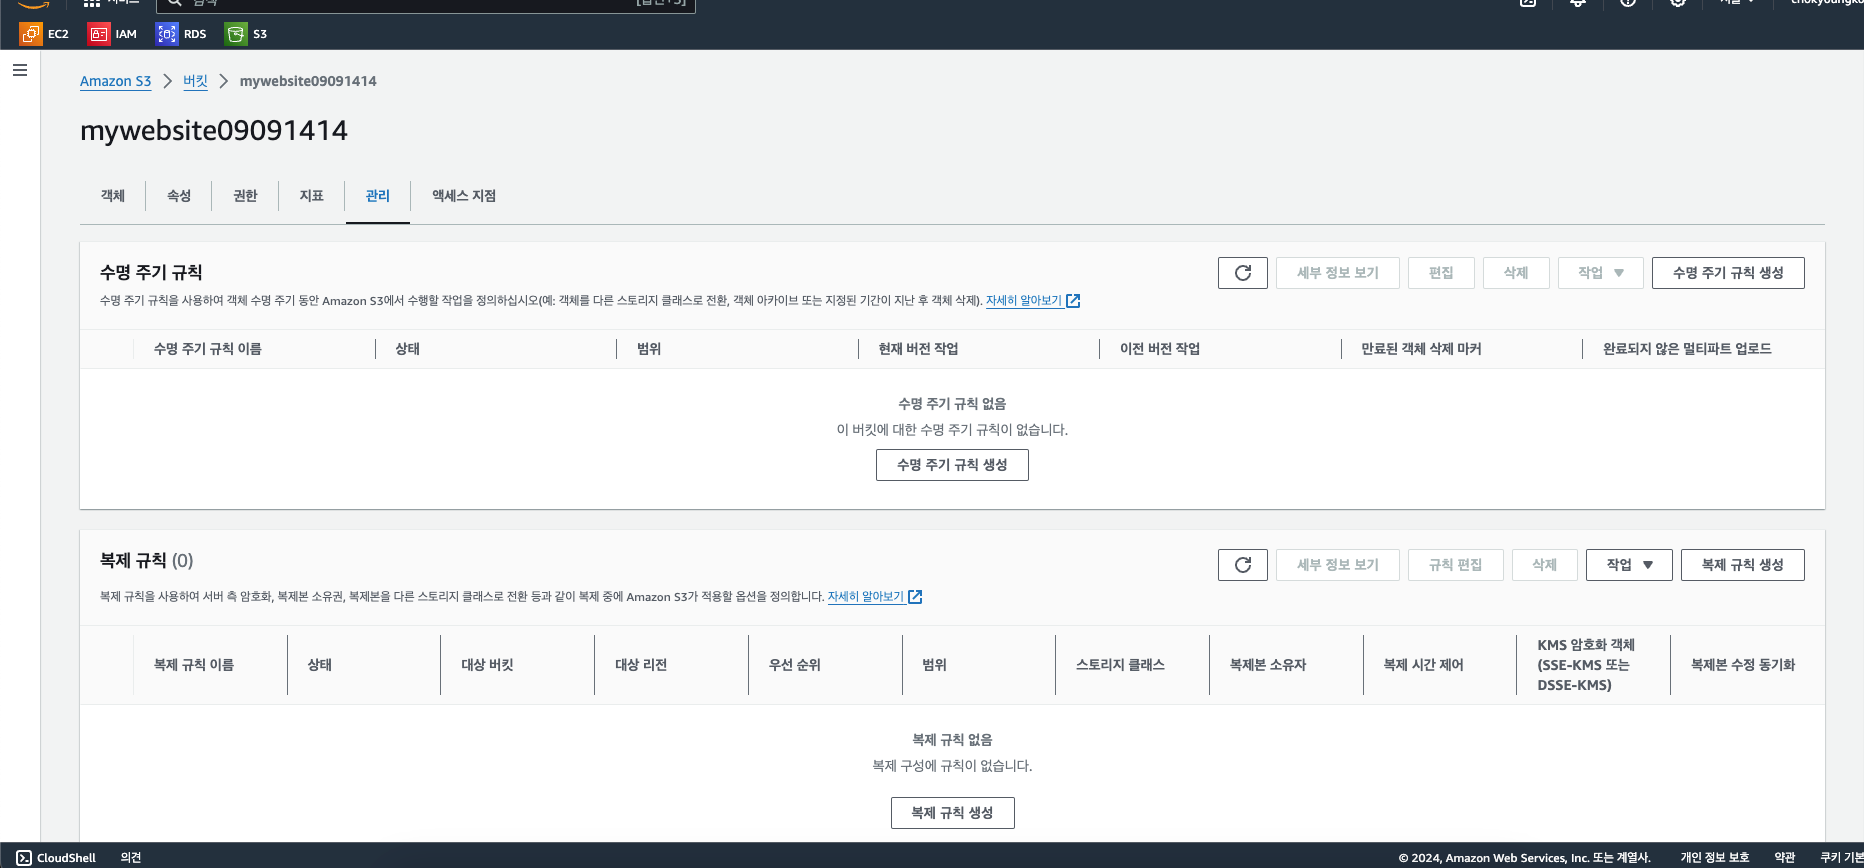 EC2 IAM RDS S3
Amazon S3 버킷 mywebsite09091414
mywebsite09091414
객체 속성 권한 지표 관리 액세스 지점
수명 주기 규칙
세부 정보 보기 편집 삭제 작업 수명 주기 규칙 생성
수명 주기 규칙을 사용하여 객체 수명 주기 동안 Amazon S3에서 수행할 작업을 정의하십시오(예: 객체를 다른 스토리지 클래스로 전환, 객체 아카이브 또는 지정된 기간이 지난 후 객체 삭제). 자세히 알아보기
수명 주기 규칙 이름 상태 범위 현재 버전 작업 이전 버전 작업 만료된 객체 삭제 마커 완료되지 않은 멀티파트 업로드
수명 주기 규칙 없음
이 버킷에 대한 수명 주기 규칙이 없습니다.
수명 주기 규칙 생성
복제 규칙 (0)
세부 정보 보기 규칙 편집 삭제 작업 복제 규칙 생성
복제 규칙을 사용하여 서버 측 암호화, 복제본 소유권, 복제본을 다른 스토리지 클래스로 전환 등과 같이 복제 중에 Amazon S3가 적용할 옵션을 정의합니다. 자세히 알아보기
복제 규칙 이름 상태 대상 버킷 대상 리전 우선 순위 범위 스토리지 클래스 복제본 소유자 복제 시간 제어 KMS 암호화 객체 (SSE-KMS 또는 DSSE-KMS) 복제본 수정 동기화
복제 규칙 없음
복제 구성에 규칙이 없습니다.
복제 규칙 생성
CloudShell 의견 © 2024, Amazon Web Services, Inc. 또는 계열사. 개인 정보 보호 약관 쿠키 기본